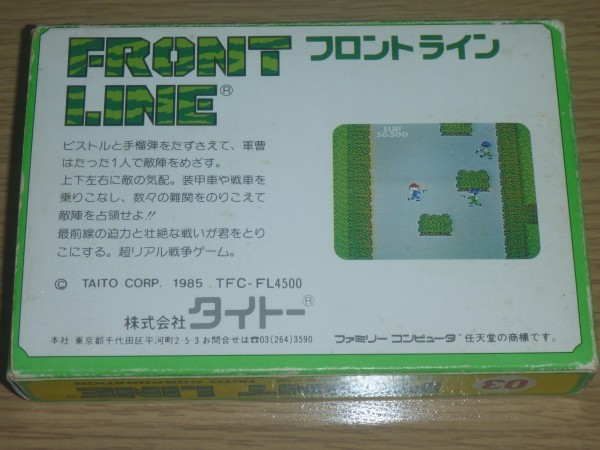 FRONT
LINE®
フロントライン
ピストルと手榴弾をたずさえて、軍曹
はたった1人で敵陣をめざす。
上下左右に敵の気配。装甲車や戦車を
乗りこなし、数々の難関をのりこえて
敵陣を占領せよ!!
最前線の迫力と壮絶な戦いが君をとり
こにする。超リアル戦争ゲーム。
1UP
36300
© TAITO CORP. 1985. TFC-FL4500
株式会社 タイトー®
本社 東京都千代田区平河町2-5-3 お問合せは☎03(264)3590
ファミリーコンピュータは任天堂の商標です。
03
TAITO CORPORATION
FRONT LINE